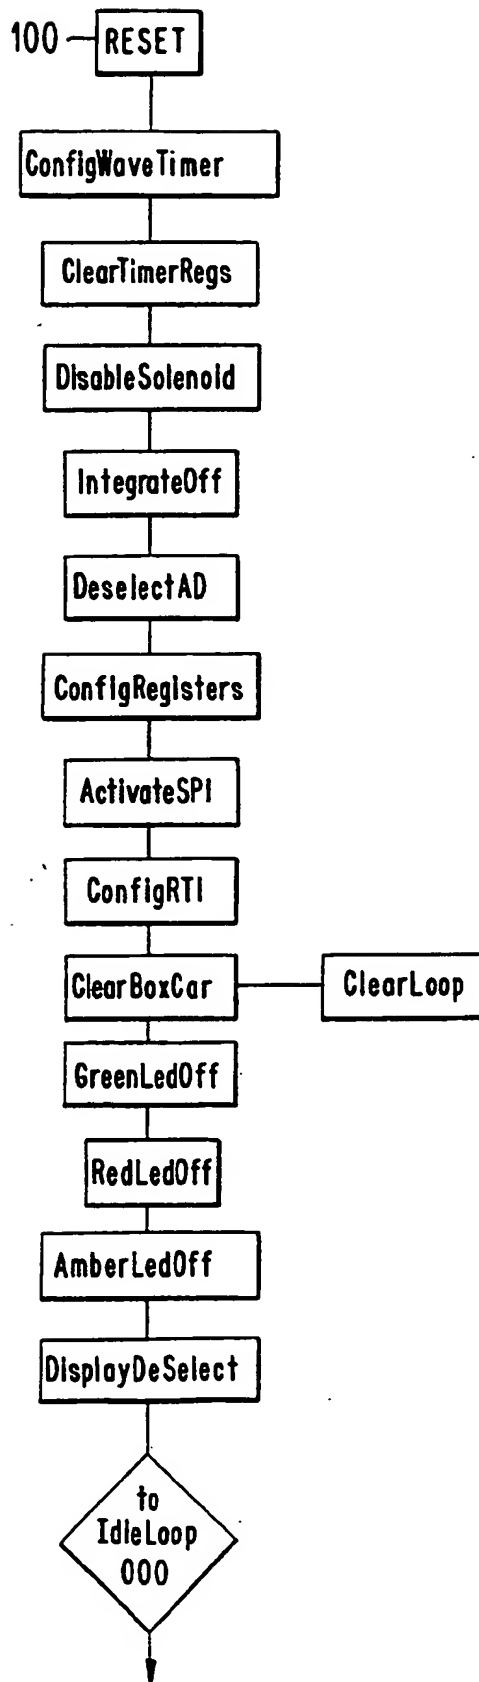 100 RESET
ConfigWaveTimer
ClearTimerRegs
DisableSolenoid
IntegrateOff
DeselectAD
ConfigRegisters
ActivateSPI
ConfigRTI
ClearBoxCar ClearLoop
GreenLedOff
RedLedOff
AmberLedOff
DisplayDeSelect
to
IdleLoop
000